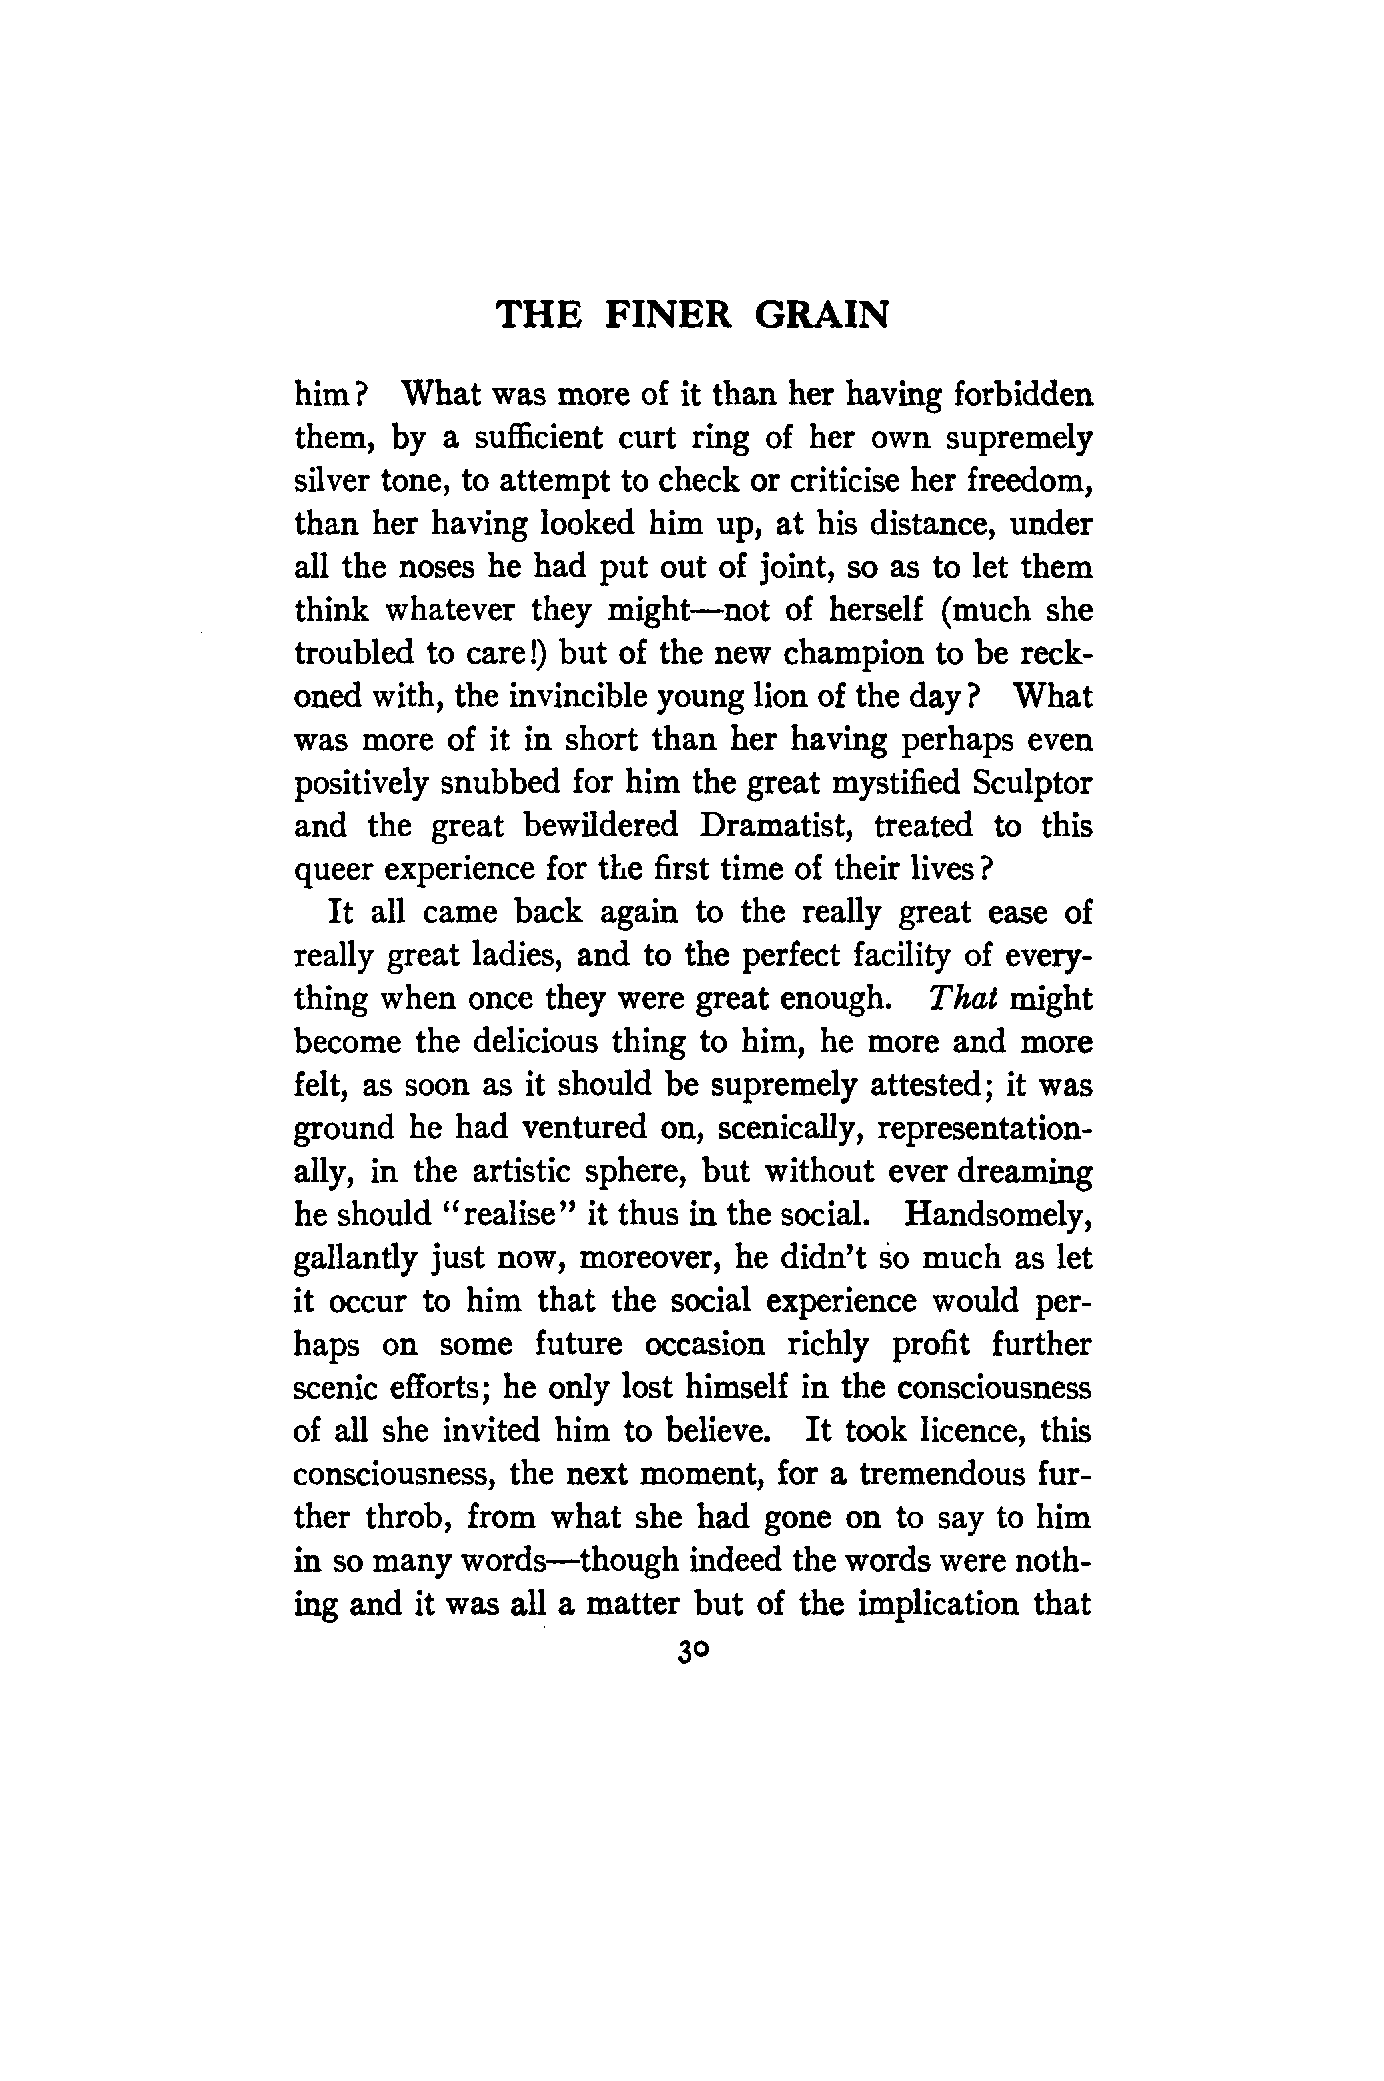 THE FINER GRAIN
him? What was more of it than her having forbidden
them, by a sufficient curt ring of her own supremely
silver tone, to attempt to check or criticise her freedom,
than her having looked him up, at his distance, under
all the noses he had put out of joint, so as to let them
think whatever they might—not of herself (much she
troubled to care!) but of the new champion to be reck-
oned with, the invincible young lion of the day? What
was more of it in short than her having perhaps even
positively snubbed for him the great mystified Sculptor
and the great bewildered Dramatist, treated to this
queer experience for the first time of their lives?
It all came back again to the really great ease of
really great ladies, and to the perfect facility of every-
thing when once they were great enough. That might
become the delicious thing to him, he more and more
felt, as soon as it should be supremely attested; it was
ground he had ventured on, scenically, representation-
ally, in the artistic sphere, but without ever dreaming
he should "realise" it thus in the social. Handsomely,
gallantly just now, moreover, he didn't so much as let
it occur to him that the social experience would per-
haps on some future occasion richly profit further
scenic efforts; he only lost himself in the consciousness
of all she invited him to believe. It took licence, this
consciousness, the next moment, for a tremendous fur-
ther throb, from what she had gone on to say to him
in so many words—though indeed the words were noth-
ing and it was all a matter but of the implication that
30